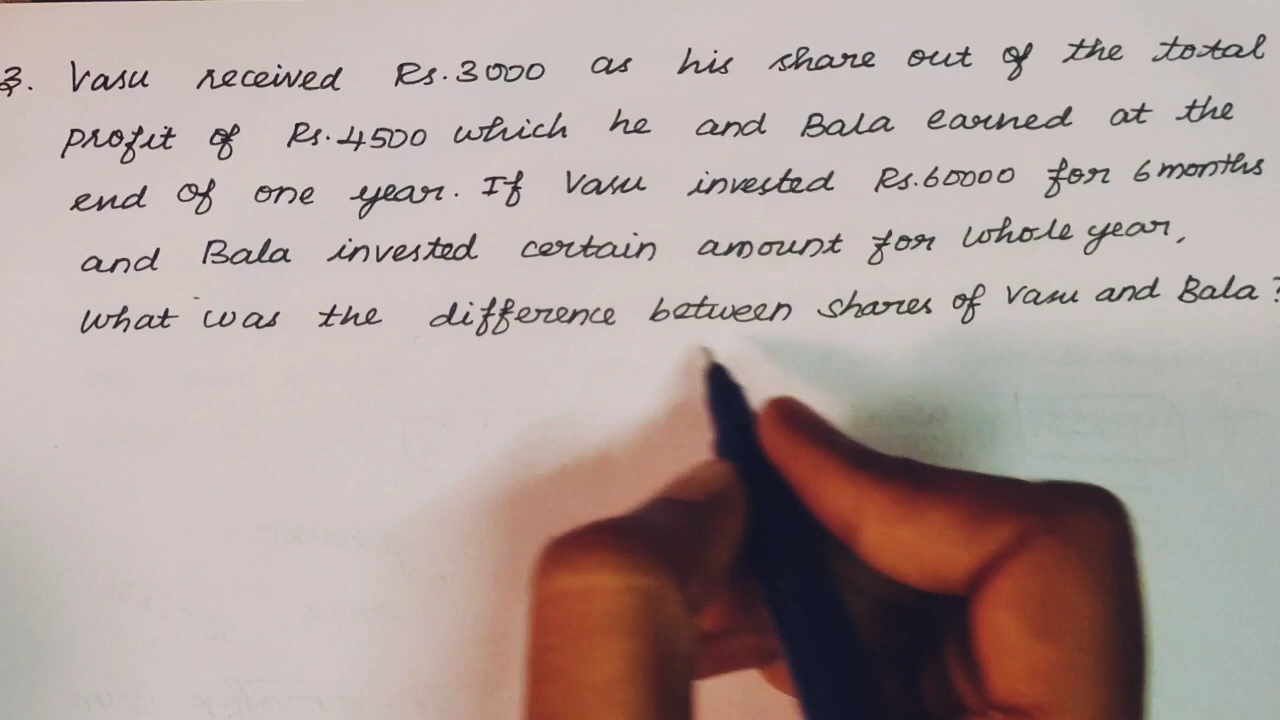 3. Vasu received Rs.3000 as his share out of the total
profit of Rs.4500 which he and Bala earned at the
end of one year. If Vasu invested Rs.60000 for 6 months
and Bala invested certain amount for whole year,
What was the difference between shares of Vasu and Bala?